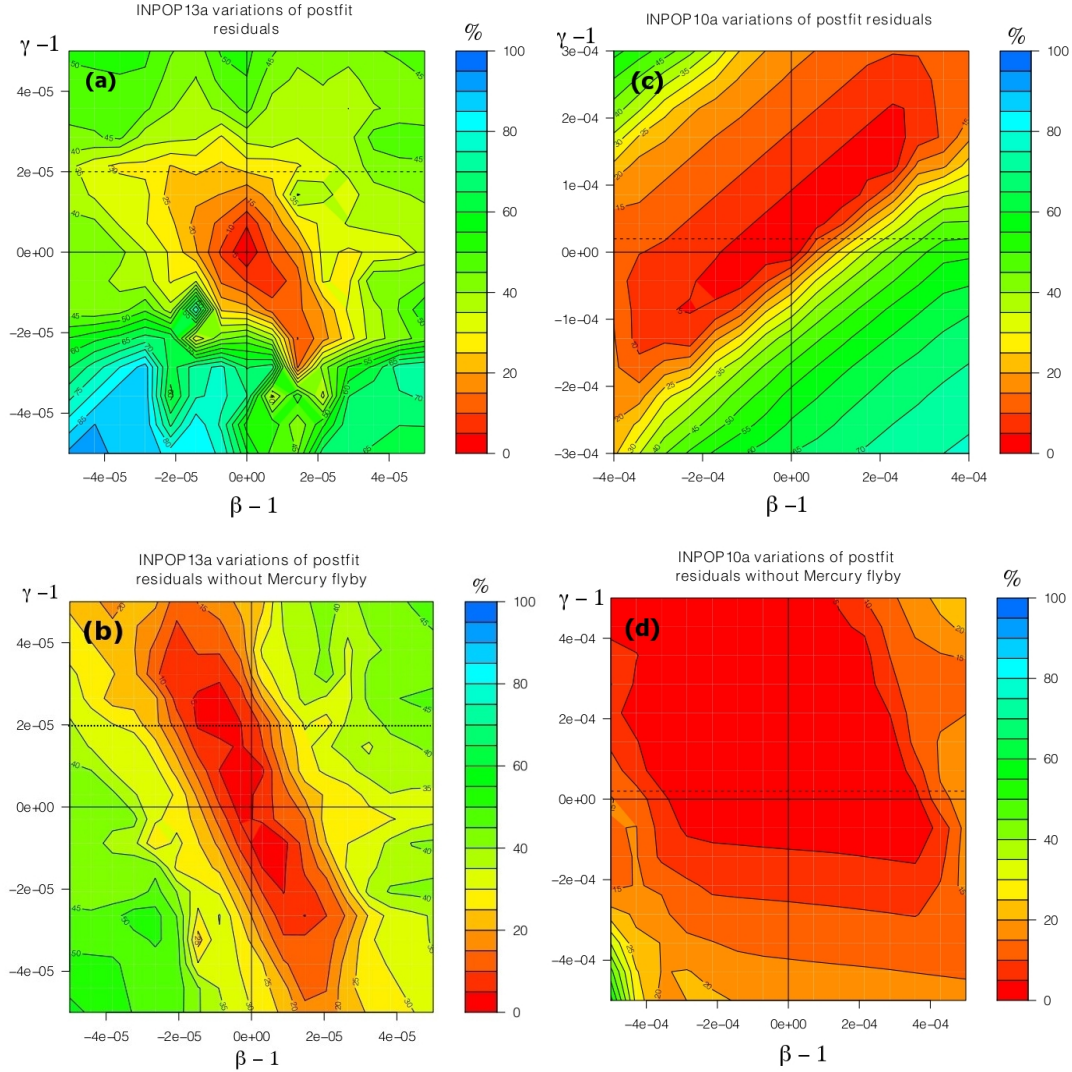 INPOP13a variations of postfit
residuals
γ −1
%
(a)
4e−05
2e−05
0e+00
−2e−05
−4e−05
−4e−05 −2e−05 0e+00 2e−05 4e−05
β − 1
100
80
60
40
20
0
INPOP10a variations of postfit residuals
γ −1
%
(c)
3e−04
2e−04
1e−04
0e+00
−1e−04
−2e−04
−3e−04
−4e−04 −2e−04 0e+00 2e−04 4e−04
β −1
100
80
60
40
20
0
INPOP13a variations of postfit
residuals without Mercury flyby
γ −1
%
(b)
4e−05
2e−05
0e+00
−2e−05
−4e−05
−4e−05 −2e−05 0e+00 2e−05 4e−05
β − 1
100
80
60
40
20
0
INPOP10a variations of postfit
residuals without Mercury flyby
γ − 1
%
(d)
4e−04
2e−04
0e+00
−2e−04
−4e−04
−4e−04 −2e−04 0e+00 2e−04 4e−04
β − 1
100
80
60
40
20
0